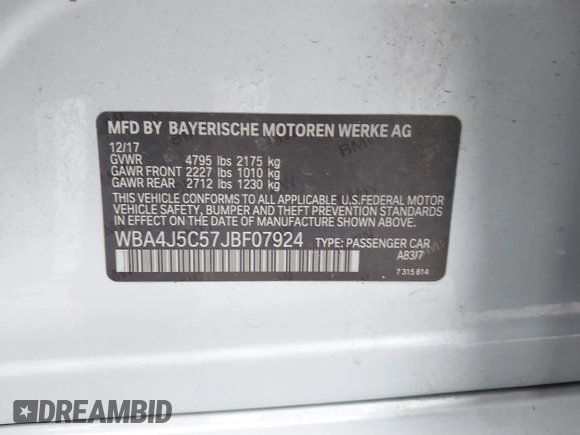 MFD BY BAYERISCHE MOTOREN WERKE AG
12/17
GVWR 4795 lbs 2175 kg
GAWR FRONT 2227 lbs 1010 kg
GAWR REAR 2712 lbs 1230 kg
THIS VEHICLE CONFORMS TO ALL APPLICABLE U.S.FEDERAL MOTOR
VEHICLE SAFETY, BUMPER, AND THEFT PREVENTION STANDARDS
IN EFFECT ON THE DATE OF MANUFACTURE SHOWN ABOVE.
WBA4J5C57JBF07924 TYPE: PASSENGER CAR
A83/7
7 315 814
DREAMBID